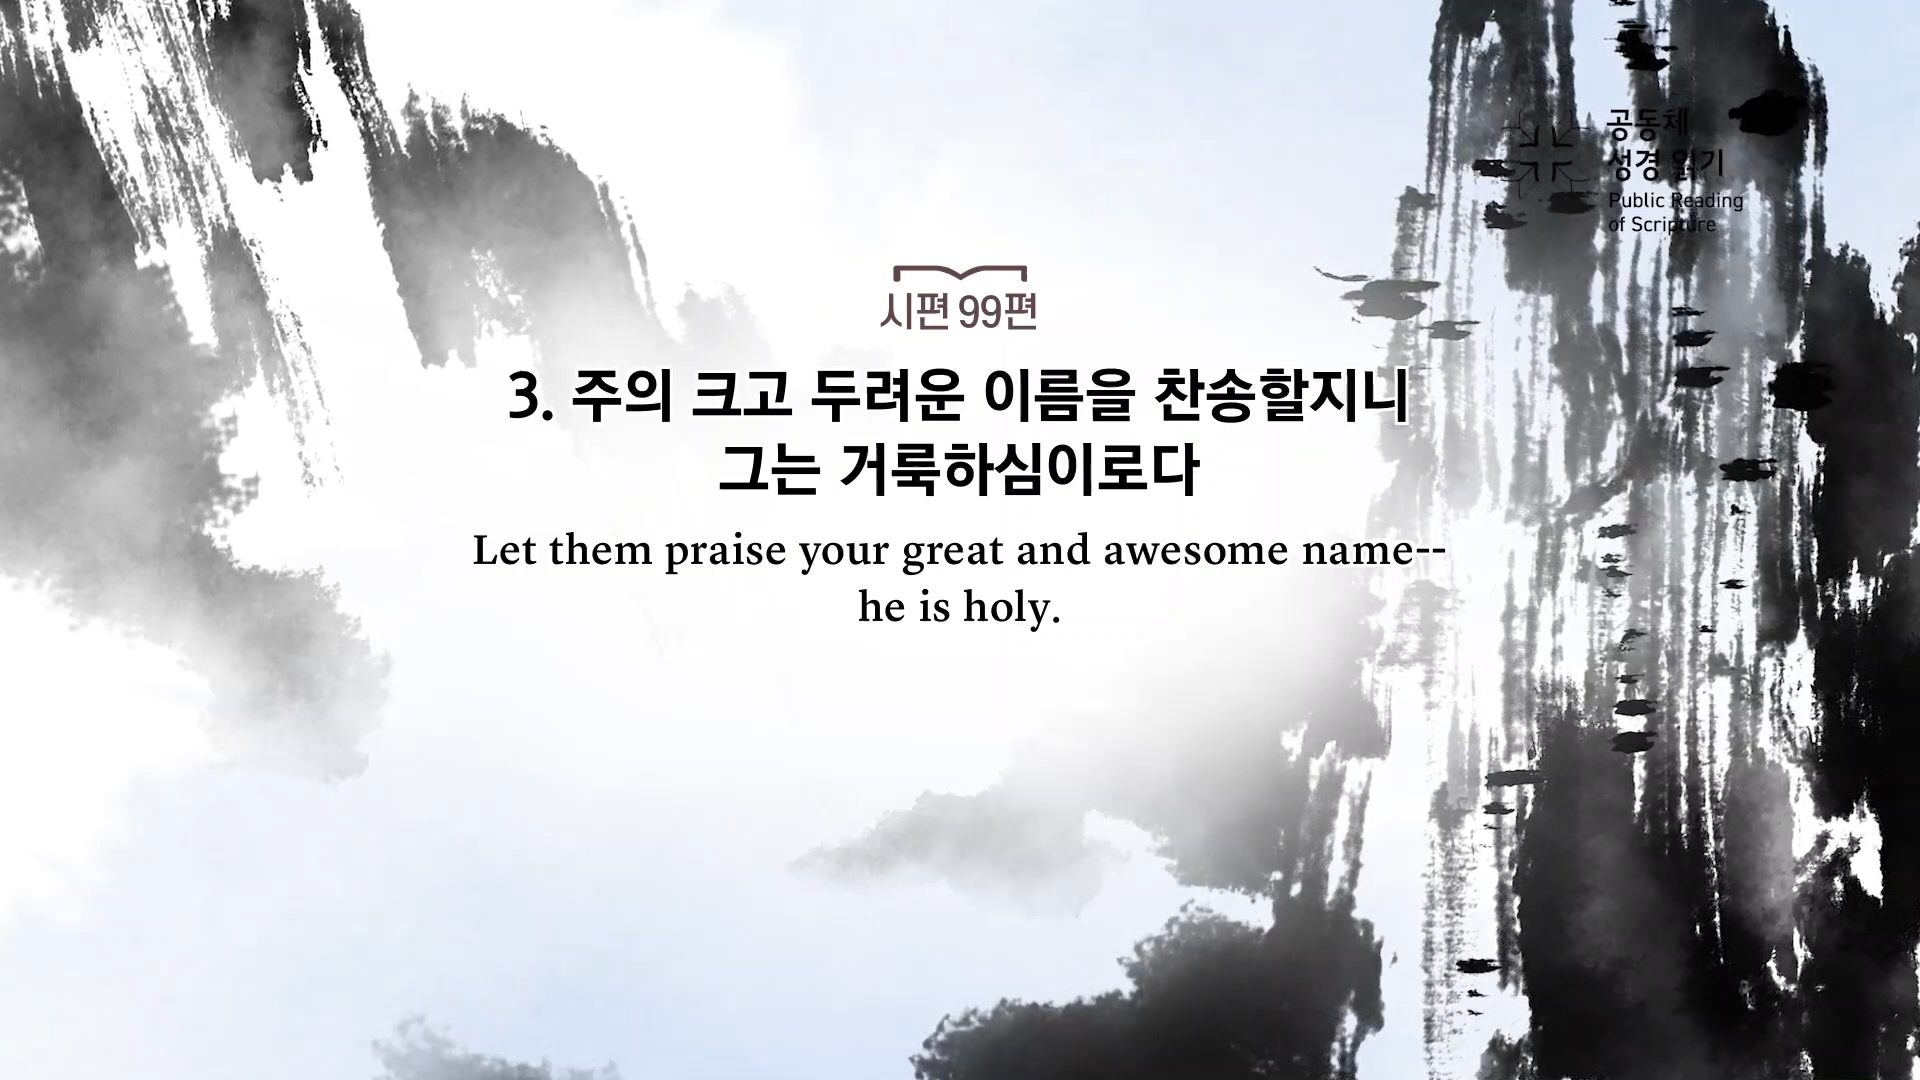 공동체
성경 읽기
Public Reading
of Scripture
시편 99편
3. 주의 크고 두려운 이름을 찬송할지니
그는 거룩하심이로다
Let them praise your great and awesome name--
he is holy.